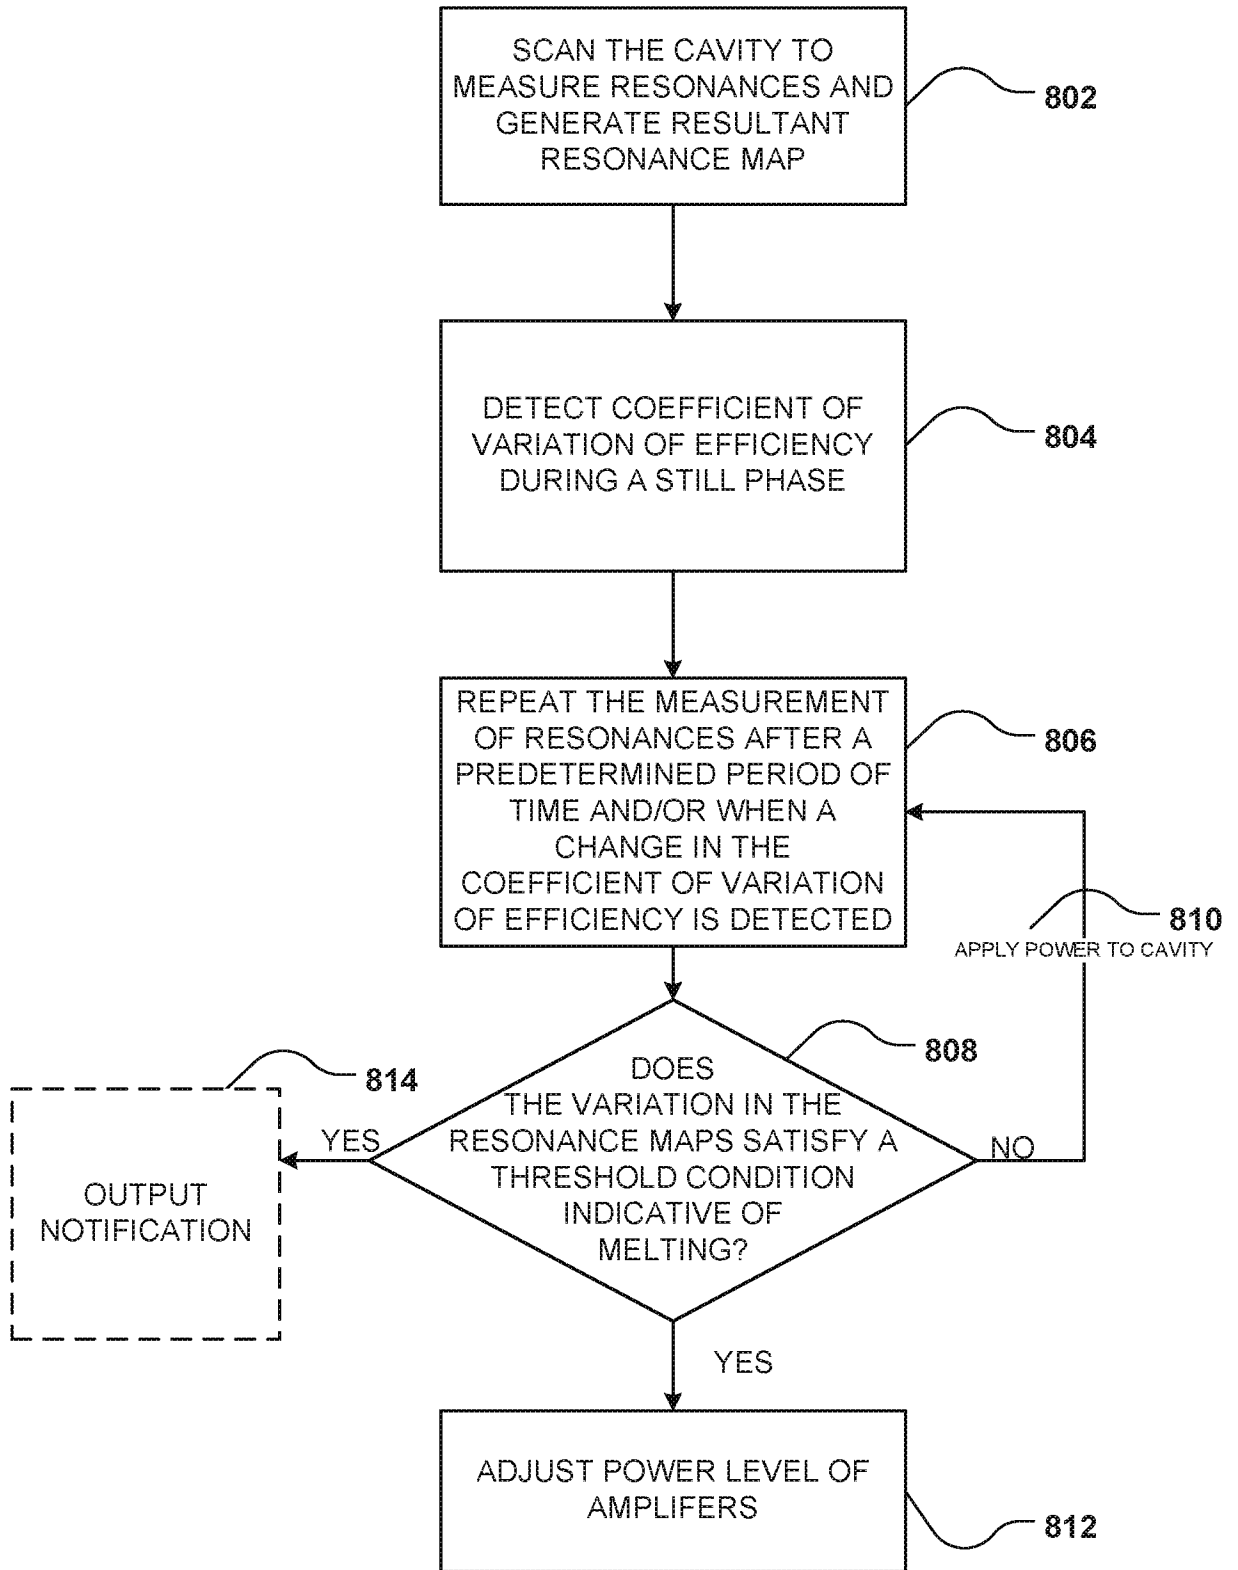 SCAN THE CAVITY TO
MEASURE RESONANCES AND
GENERATE RESULTANT
RESONANCE MAP
802
DETECT COEFFICIENT OF
VARIATION OF EFFICIENCY
DURING A STILL PHASE
804
REPEAT THE MEASUREMENT
OF RESONANCES AFTER A
PREDETERMINED PERIOD OF
TIME AND/OR WHEN A
CHANGE IN THE
COEFFICIENT OF VARIATION
OF EFFICIENCY IS DETECTED
806
810
APPLY POWER TO CAVITY
DOES
THE VARIATION IN THE
RESONANCE MAPS SATISFY A
THRESHOLD CONDITION
INDICATIVE OF
MELTING?
808
NO
YES
814
OUTPUT
NOTIFICATION
YES
ADJUST POWER LEVEL OF
AMPLIFERS
812